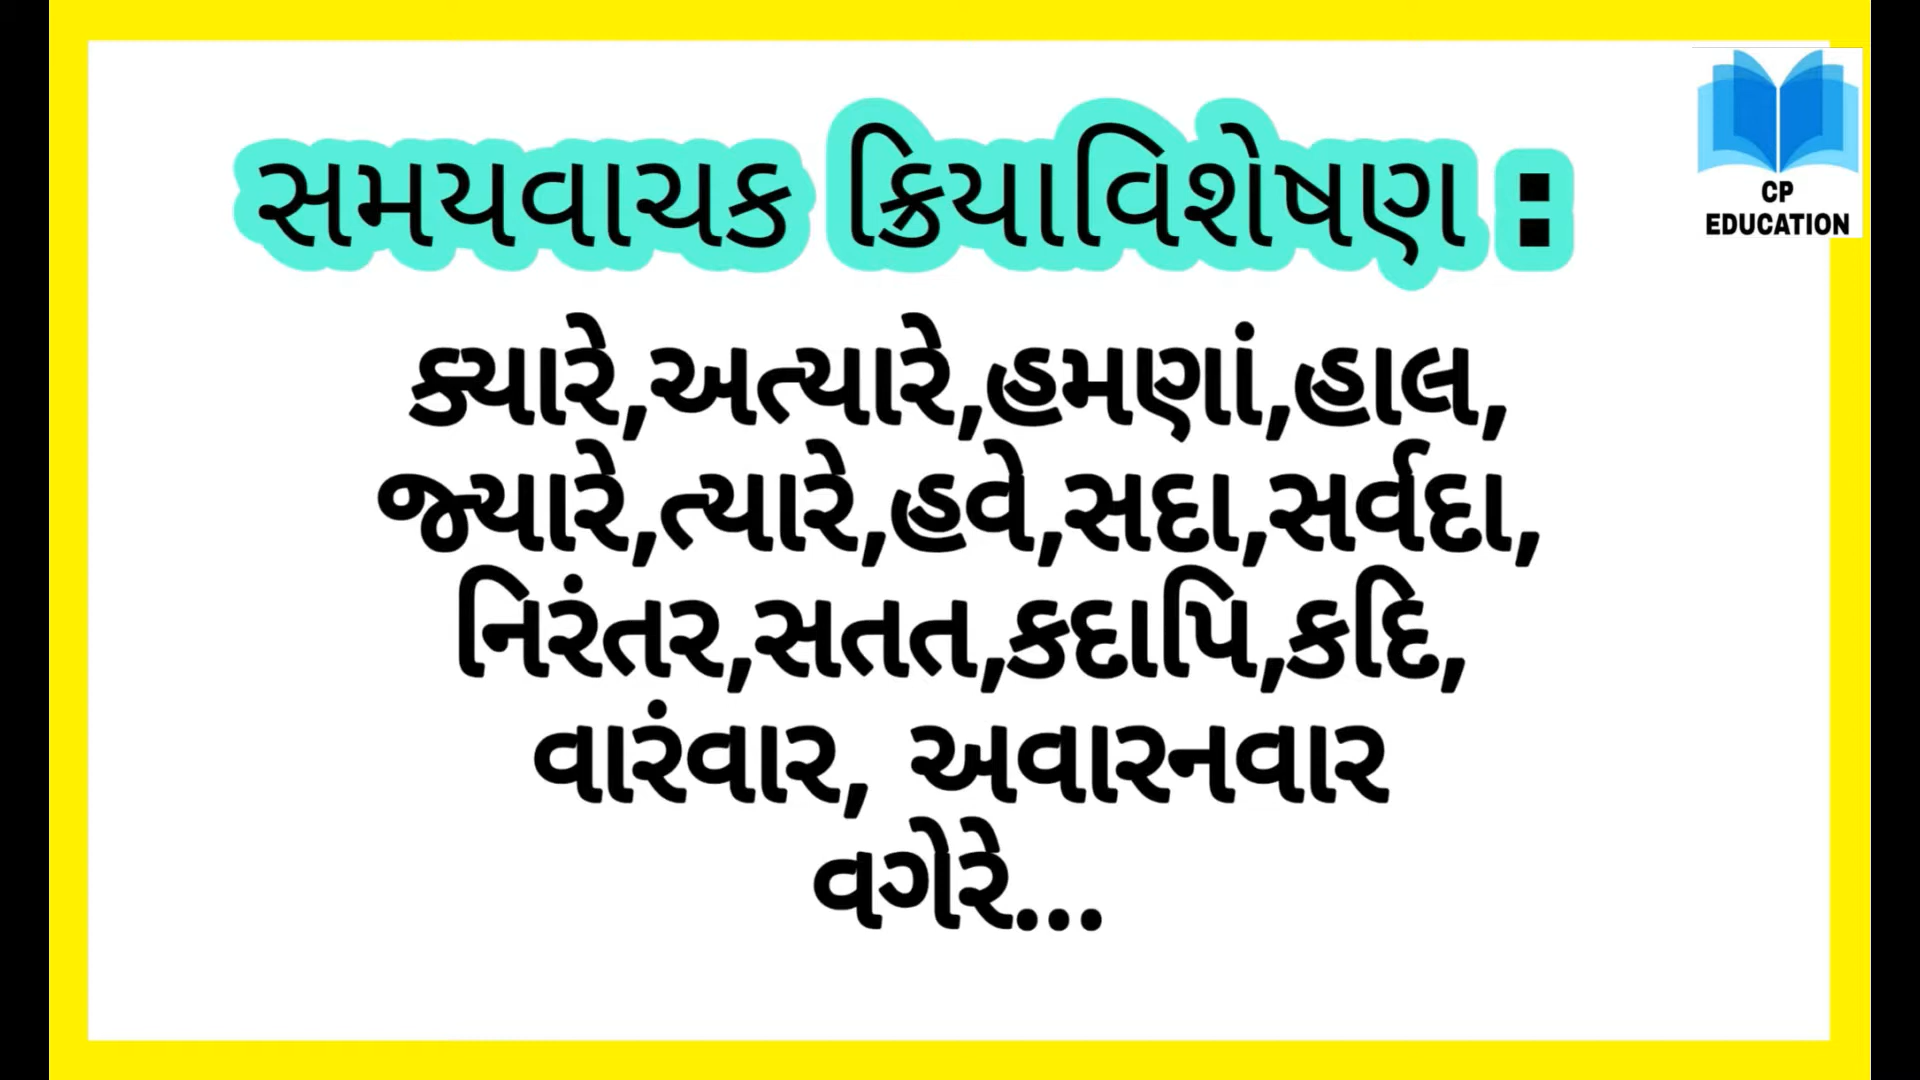 સમયવાચક ક્રિયાવિશેષણ :
CP
EDUCATION
ક્યારે,અત્યારે,હમણાં,હાલ,
જ્યારે,ત્યારે,હવે,સદા,સર્વદા,
નિરંતર,સતત,કદાપિ,કદિ,
વારંવાર, અવારનવાર
વગેરે...